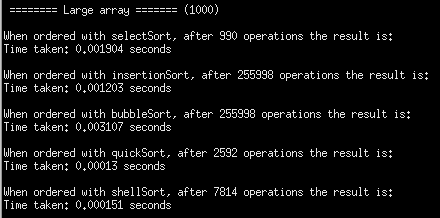 ======== Large array ======= (1000)
When ordered with selectSort, after 990 operations the result is:
Time taken: 0.001904 seconds
When ordered with insertionSort, after 255998 operations the result is:
Time taken: 0.001203 seconds
When ordered with bubbleSort, after 255998 operations the result is:
Time taken: 0.003107 seconds
When ordered with quickSort, after 2592 operations the result is:
Time taken: 0.00013 seconds
When ordered with shellSort, after 7814 operations the result is:
Time taken: 0.000151 seconds